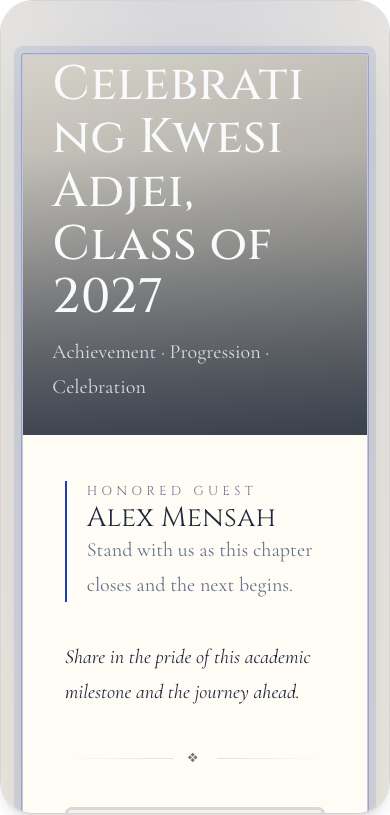 Celebrati
ng Kwesi
Adjei,
Class of
2027
Achievement · Progression ·
Celebration
HONORED GUEST
Alex Mensah
Stand with us as this chapter
closes and the next begins.
Share in the pride of this academic
milestone and the journey ahead.